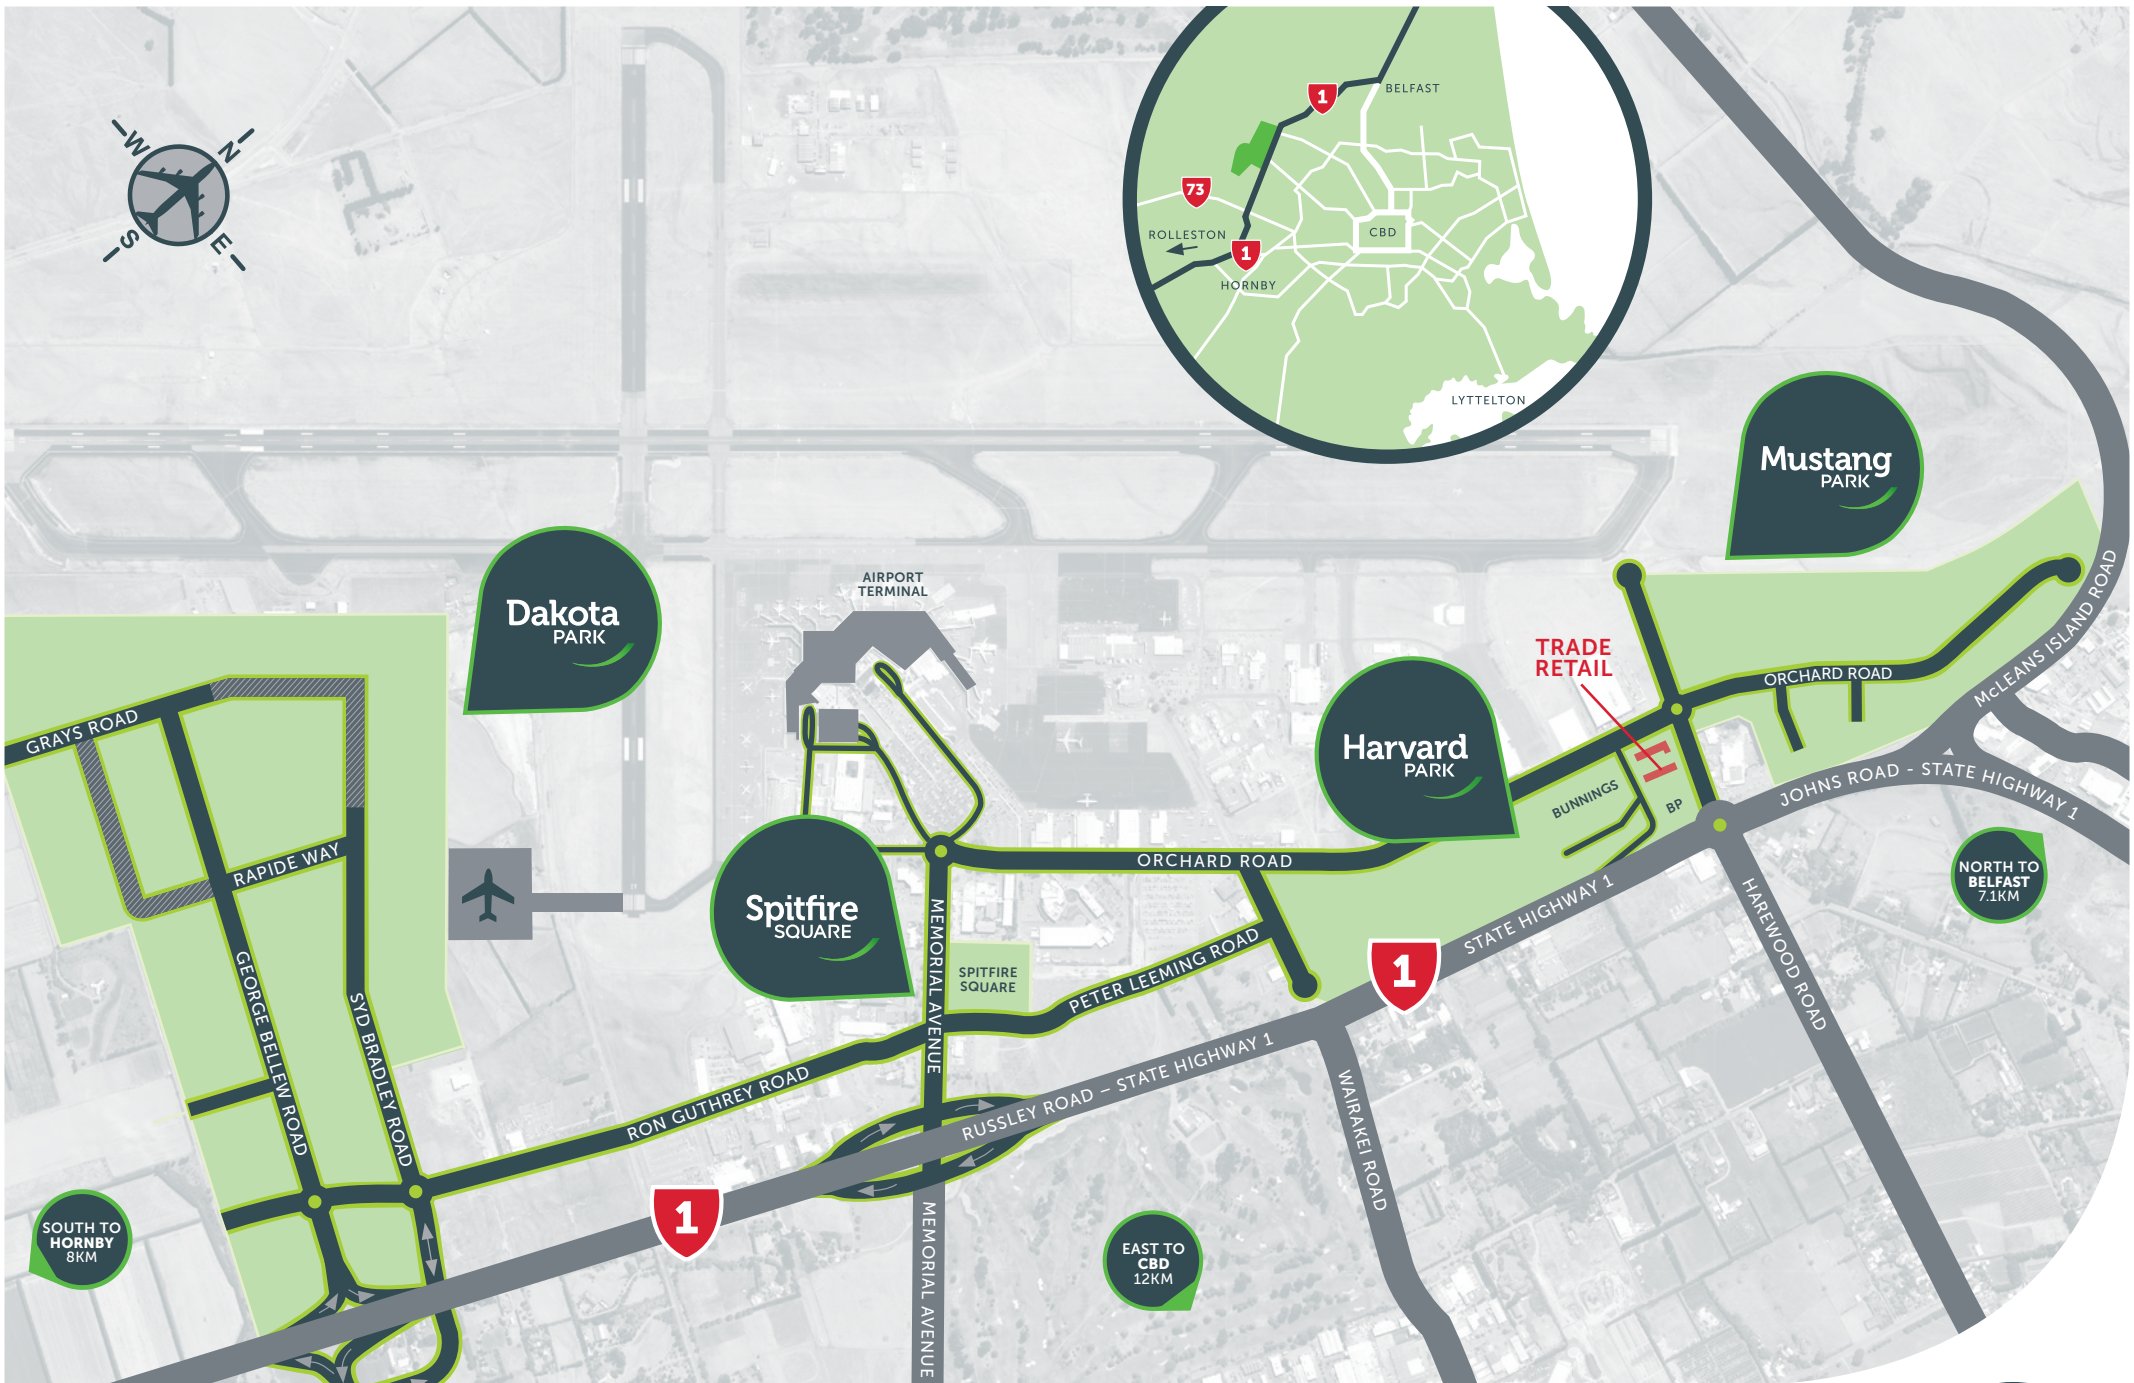 W
N
S
E
1
BELFAST
73
ROLLESTON
1
HORNBY
CBD
LYTTELTON
Mustang
PARK
Dakota
PARK
AIRPORT
TERMINAL
TRADE
RETAIL
Harvard
PARK
GRAYS ROAD
RAPIDE WAY
GEORGE BELLEW ROAD
SYD BRADLEY ROAD
Spitfire
SQUARE
SPITFIRE
SQUARE
MEMORIAL AVENUE
ORCHARD ROAD
PETER LEEMING ROAD
RON GUTHREY ROAD
BUNNINGS
BP
ORCHARD ROAD
McLEANS ISLAND ROAD
JOHNS ROAD - STATE HIGHWAY 1
STATE HIGHWAY 1
1
RUSSLEY ROAD – STATE HIGHWAY 1
1
HAREWOOD ROAD
WAIRAKEI ROAD
MEMORIAL AVENUE
NORTH TO
BELFAST
7.1KM
SOUTH TO
HORNBY
8KM
EAST TO
CBD
12KM